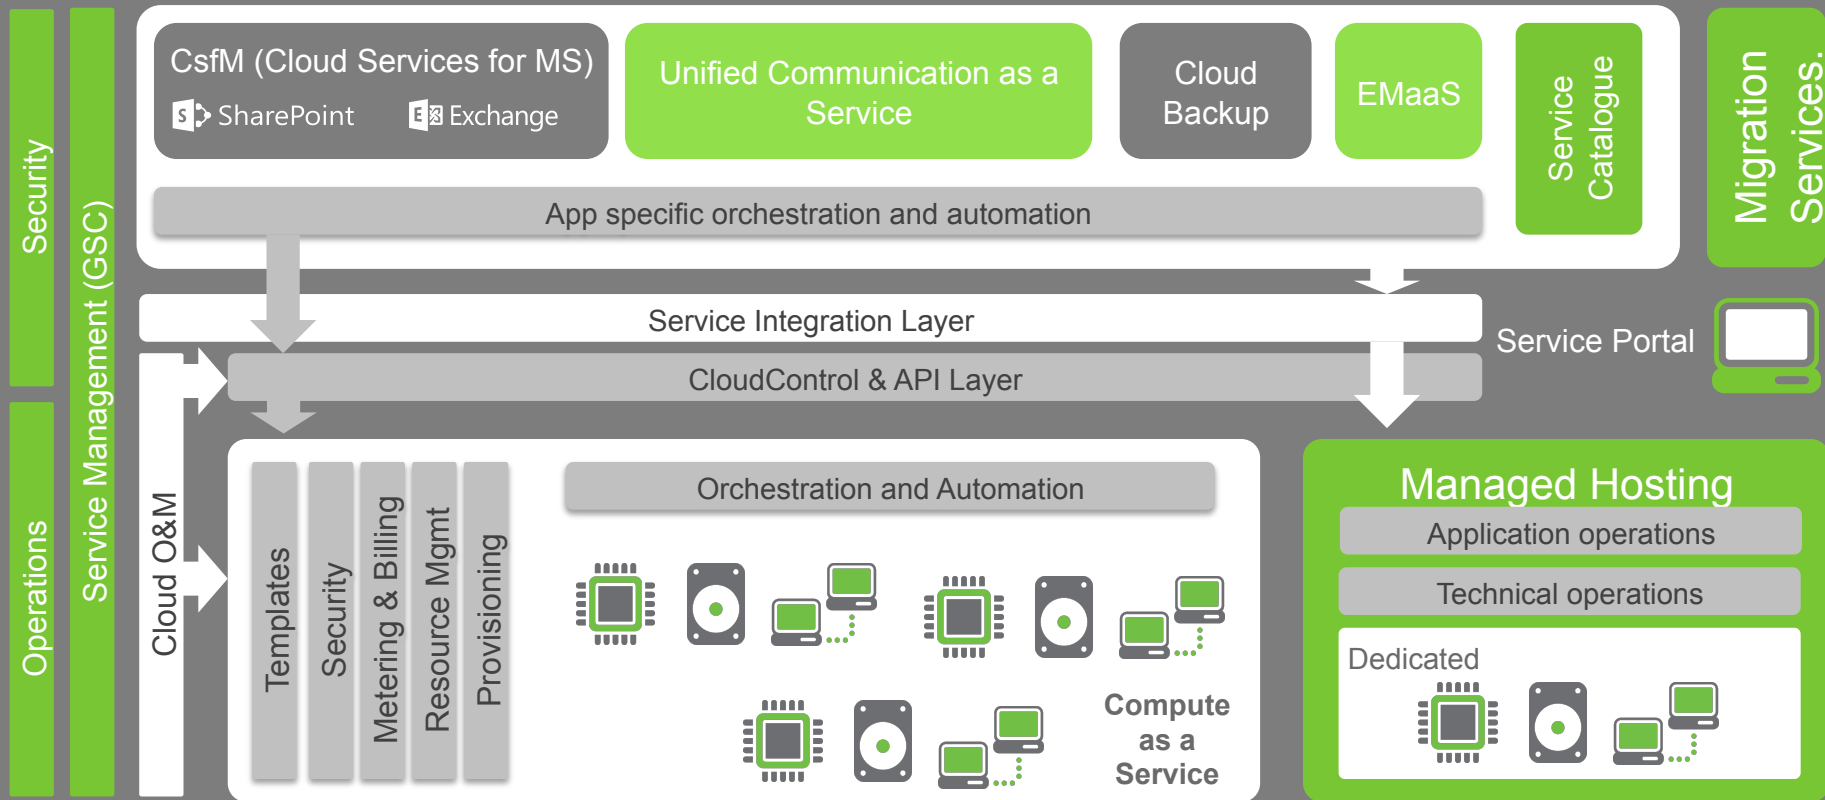 Security
Operations
Service Management (GSC)
CsfM (Cloud Services for MS)
S SharePoint
E Exchange
Unified Communication as a
Service
Cloud
Backup
EMaaS
Service
Catalogue
Migration
Services.
App specific orchestration and automation
Service Integration Layer
Service Portal
CloudControl & API Layer
Cloud O&M
Templates
Security
Metering & Billing
Resource Mgmt
Provisioning
Orchestration and Automation
Compute
as a
Service
Managed Hosting
Application operations
Technical operations
Dedicated